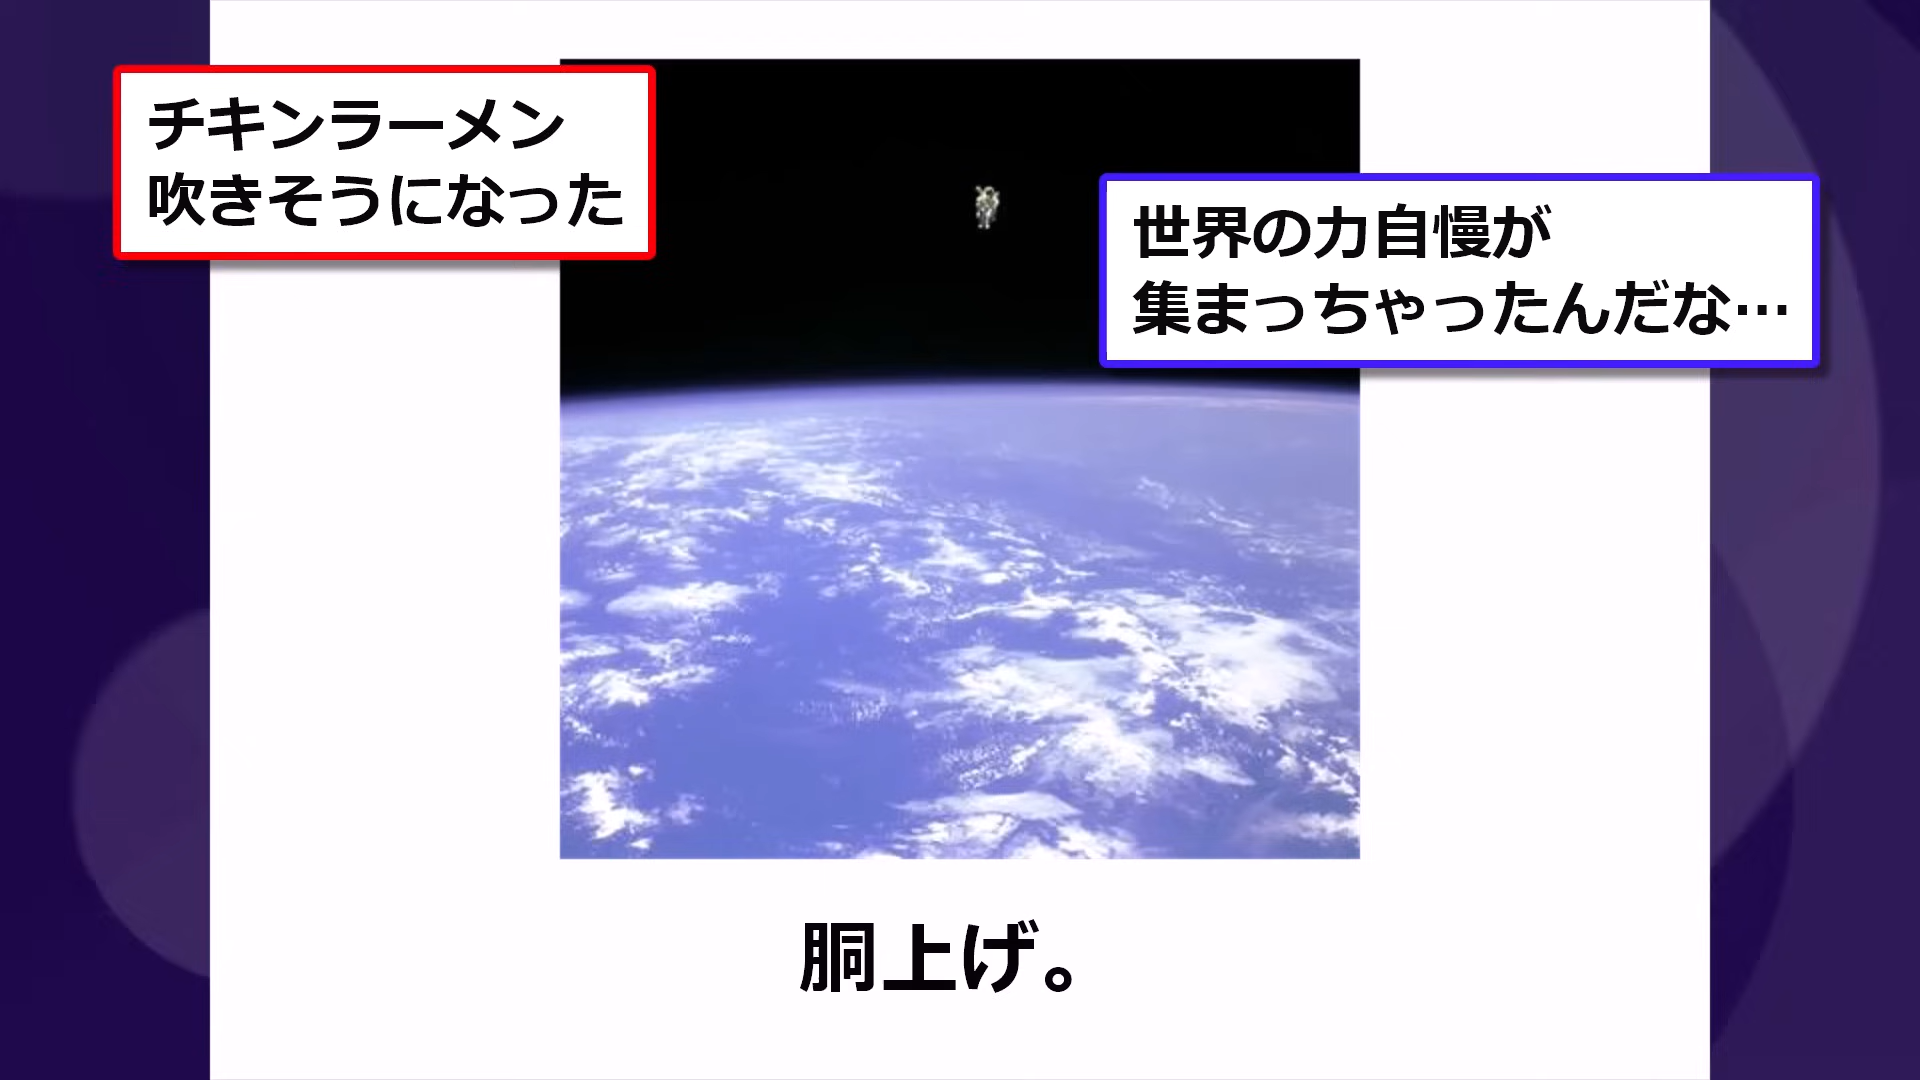 チキンラーメン
吹きそうになった
世界の力自慢が
集まっちゃったんだな…
胴上げ。